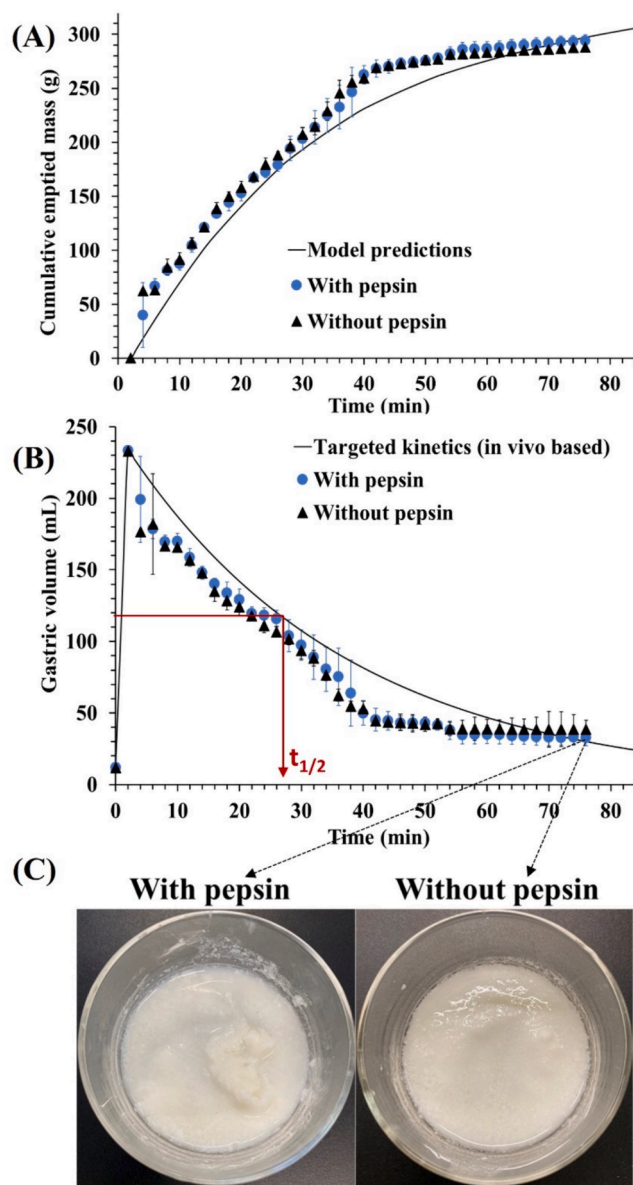 (A)
300
250
200
150
100
50
0
Cumulative emptied mass (g)
Model predictions
With pepsin
Without pepsin
0 10 20 30 40 50 60 70 80
Time (min)
(B)
250
200
150
100
50
0
Gastric volume (mL)
Targeted kinetics (in vivo based)
With pepsin
Without pepsin
t1/2
0 10 20 30 40 50 60 70 80
Time (min)
(C)
With pepsin Without pepsin